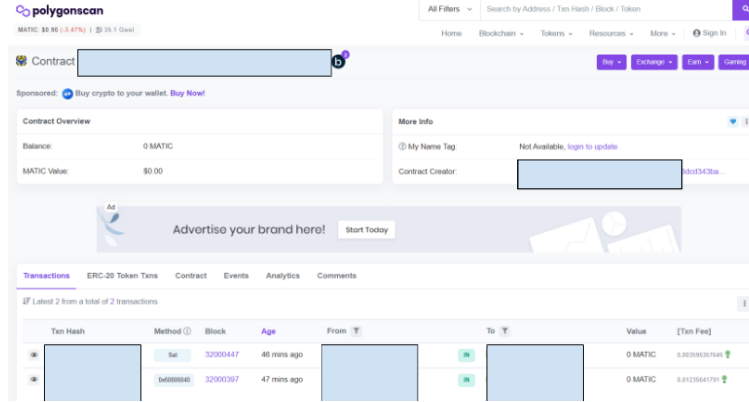 polygonscan
All Filters
Search by Address / Txn Hash / Block / Token
MATIC: $0.90 (-3.47%) | 35.1 Gwei
Home Blockchain Tokens Resources More Sign In
Contract
Buy Exchange Earn Gaming
Sponsored: Buy crypto to your wallet. Buy Now!
Contract Overview
Balance: 0 MATIC
MATIC Value: $0.00
More Info
My Name Tag: Not Available, login to update
Contract Creator:
Ad
Advertise your brand here! Start Today
Transactions ERC-20 Token Txns Contract Events Analytics Comments
Latest 2 from a total of 2 transactions
Txn Hash Method Block Age From To Value [Txn Fee]
Set 32000447 46 mins ago IN 0 MATIC
32000397 47 mins ago IN 0 MATIC